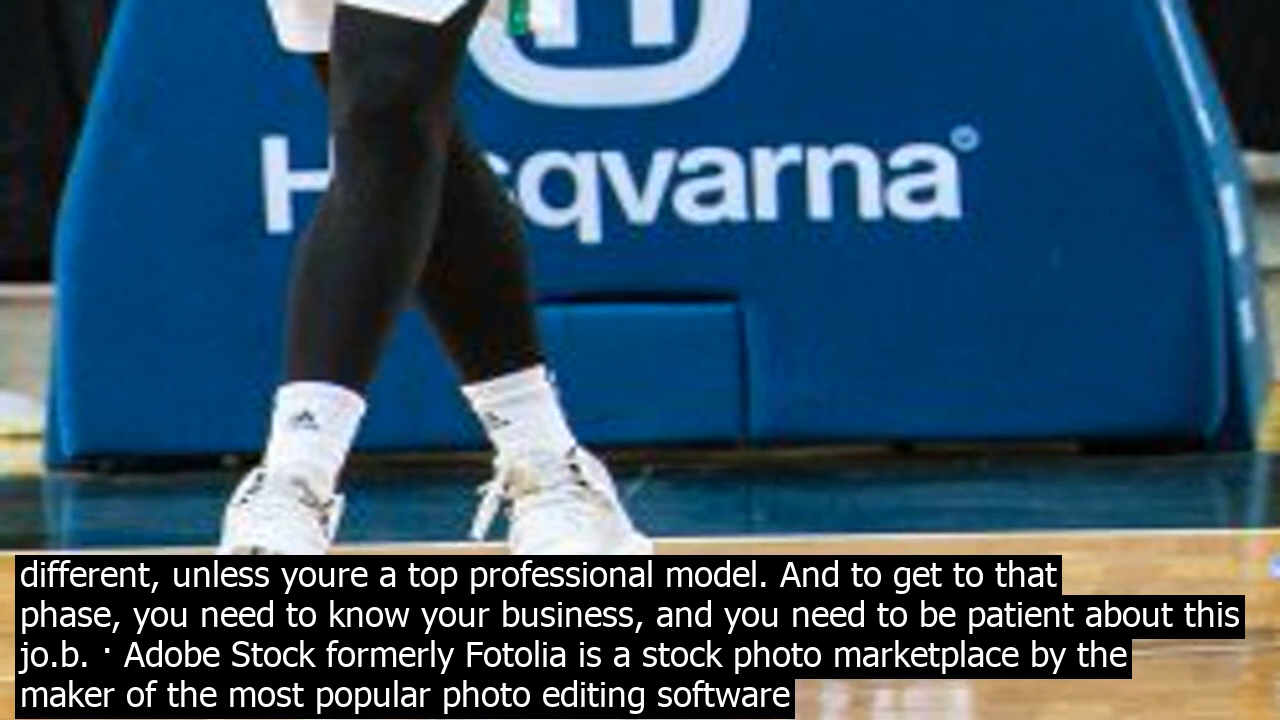 Husqvarna
different, unless youre a top professional model. And to get to that
phase, you need to know your business, and you need to be patient about this
jo.b. · Adobe Stock formerly Fotolia is a stock photo marketplace by the
maker of the most popular photo editing software